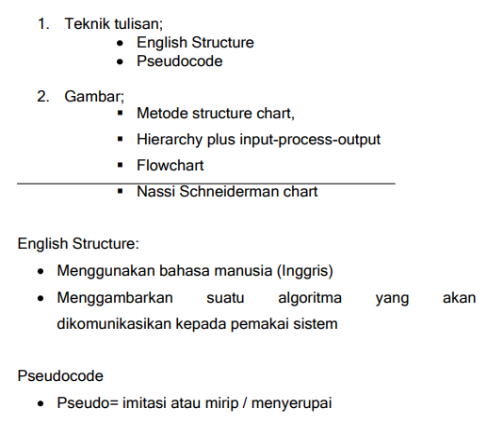 1. Teknik tulisan;
• English Structure
• Pseudocode
2. Gambar;
▪ Metode structure chart,
▪ Hierarchy plus input-process-output
▪ Flowchart
▪ Nassi Schneiderman chart
English Structure:
• Menggunakan bahasa manusia (Inggris)
• Menggambarkan suatu algoritma yang akan
dikomunikasikan kepada pemakai sistem
Pseudocode
• Pseudo= imitasi atau mirip / menyerupai